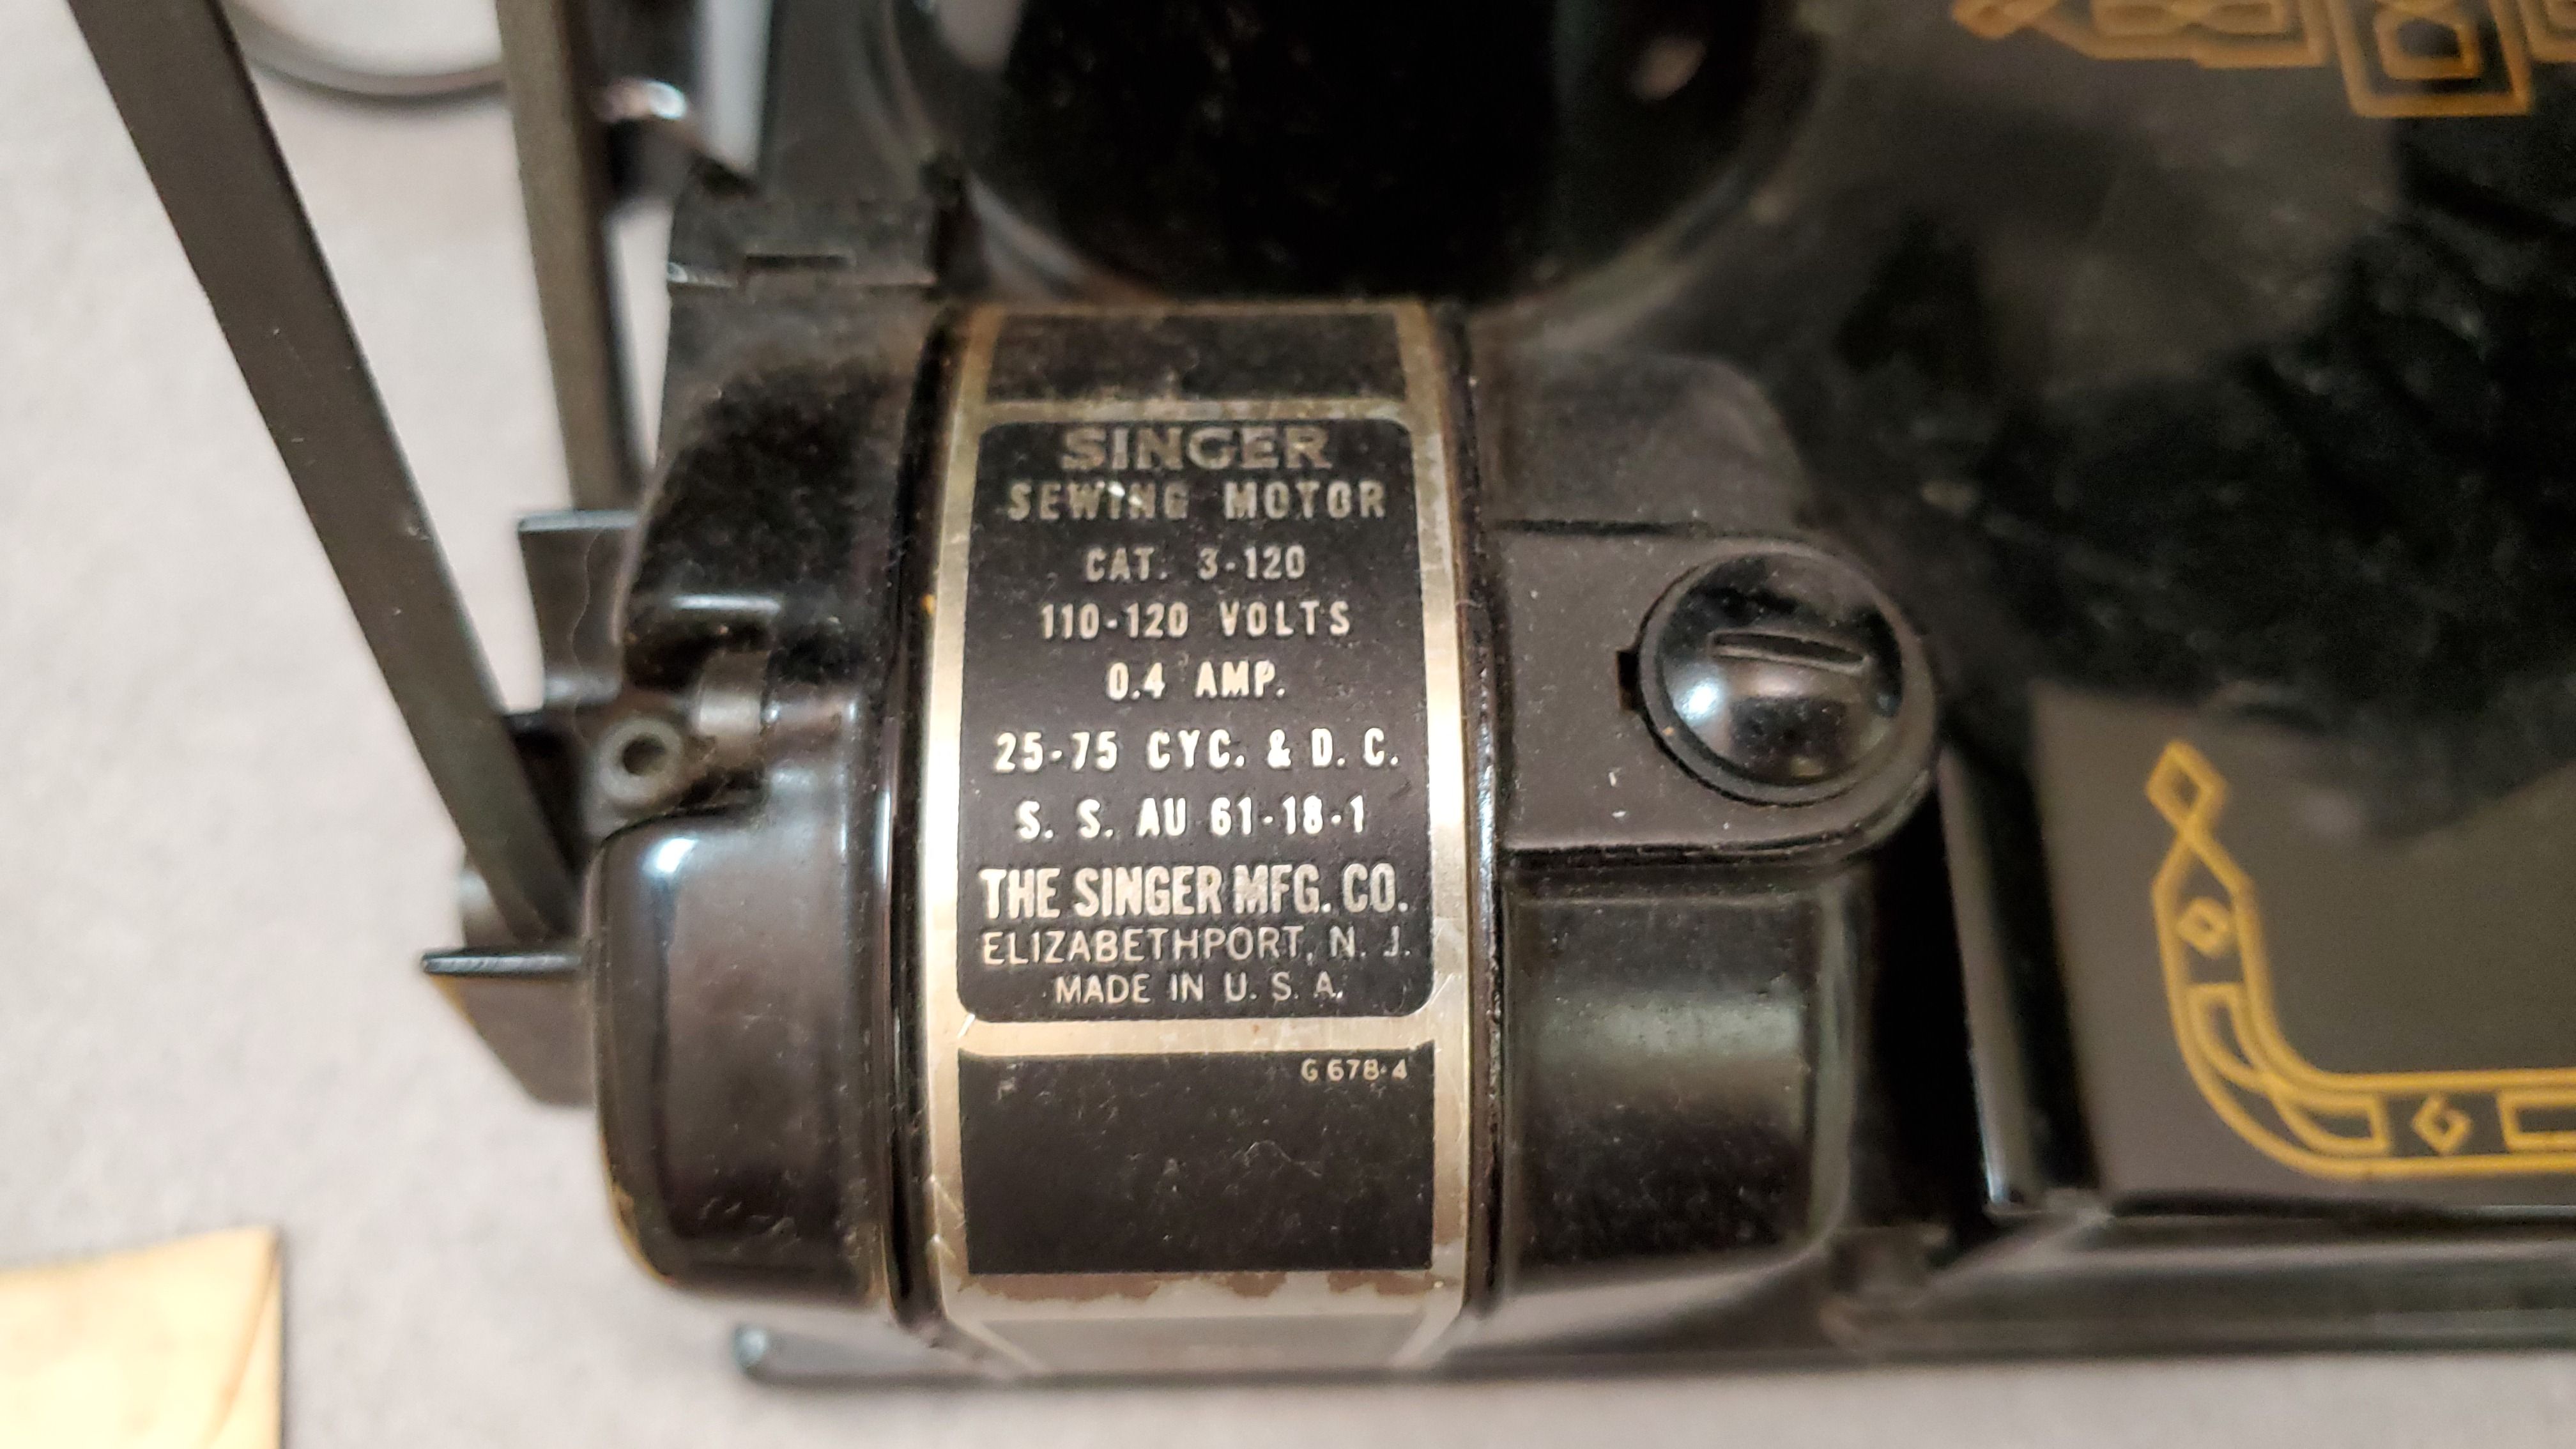 SINGER
SEWING MOTOR
CAT. 3-120
110-120 VOLTS
0.4 AMP.
25-75 CYC. & D. C.
S. S. AU 61-18-1
THE SINGER MFG. CO.
ELIZABETHPORT, N. J.
MADE IN U. S. A.
G 678-4